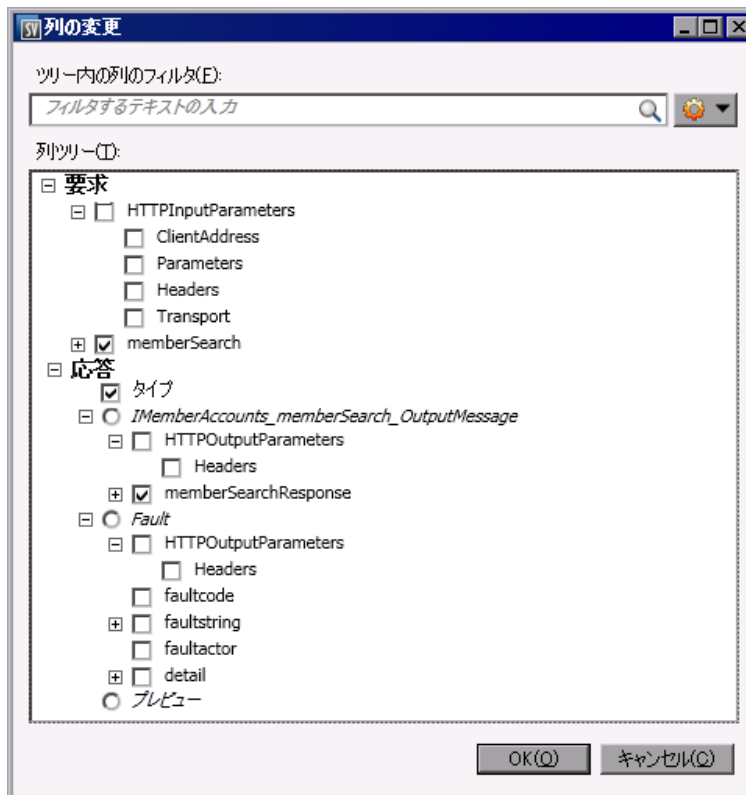 SV 列の変更
ツリー内の列のフィルタ(F):
フィルタするテキストの入力
列ツリー(T):
要求
HTTPInputParameters
ClientAddress
Parameters
Headers
Transport
memberSearch
応答
タイプ
IMemberAccounts_memberSearch_OutputMessage
HTTPOutputParameters
Headers
memberSearchResponse
Fault
HTTPOutputParameters
Headers
faultcode
faultstring
faultactor
detail
プレビュー
OK(O) キャンセル(C)